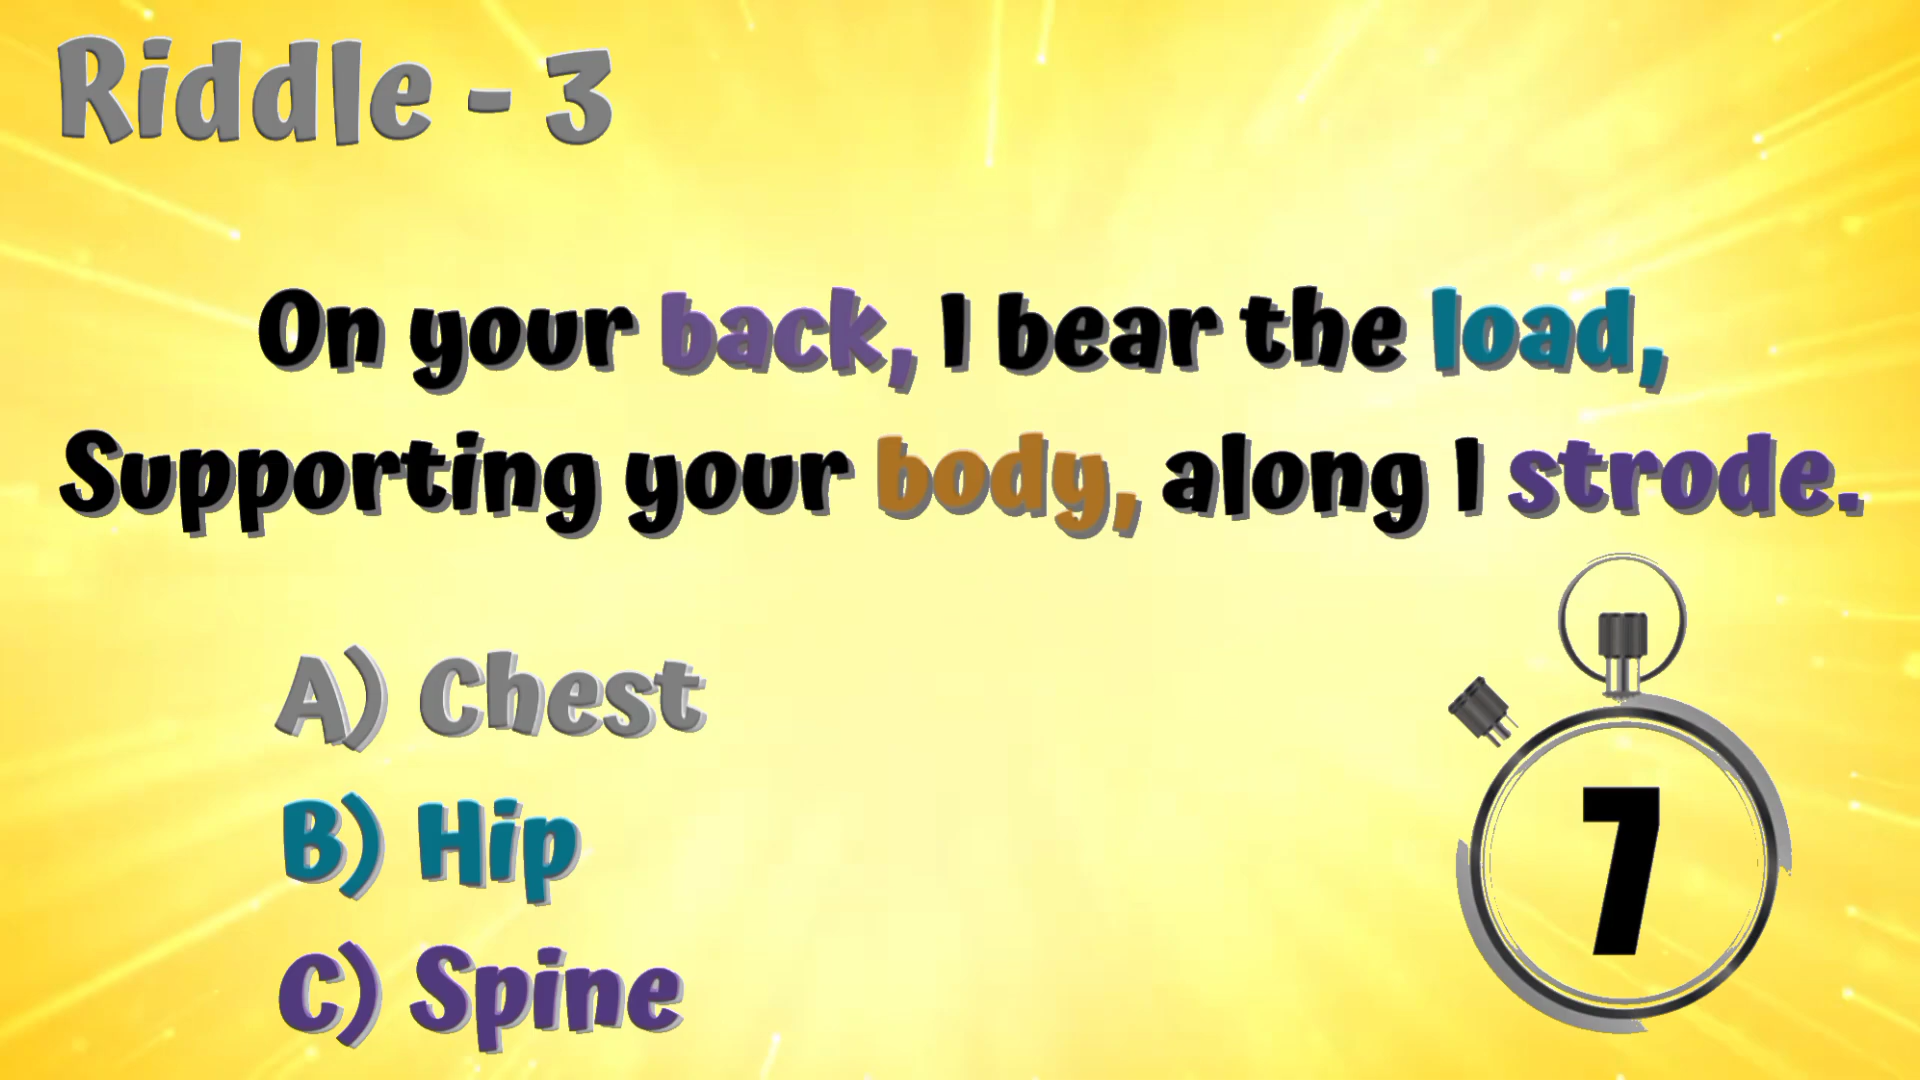 Riddle - 3
On your back, I bear the load,
Supporting your body, along I strode.
A) Chest
B) Hip
C) Spine
7